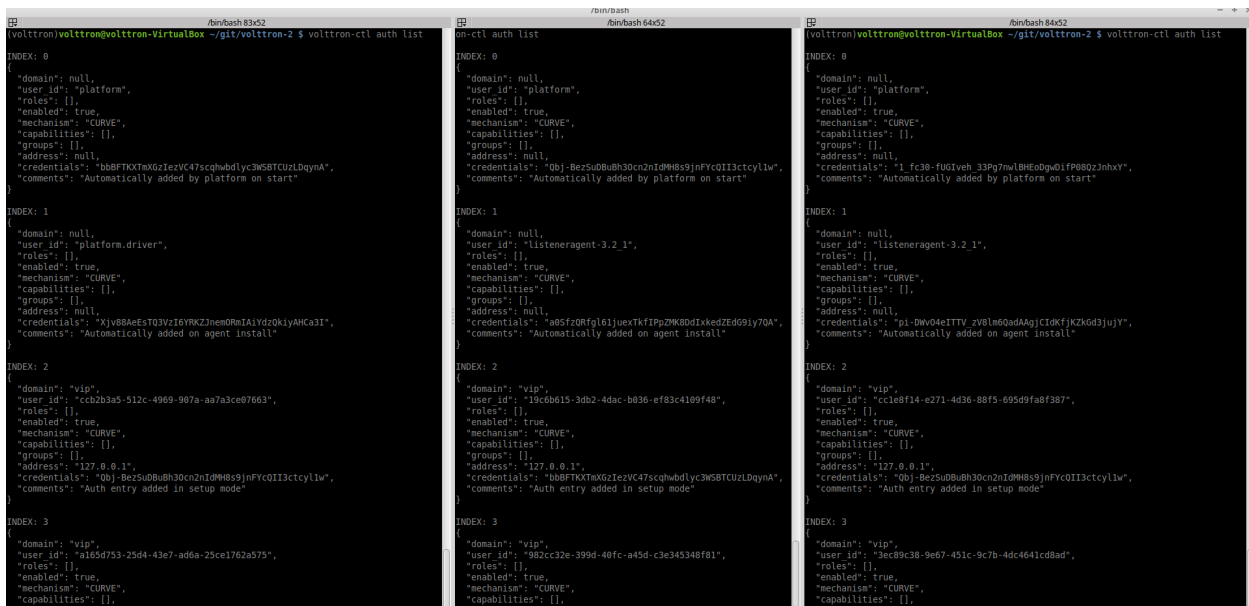 /bin/bash
/bin/bash 83x52
(volttron)volttron@volttron-VirtualBox ~/git/volttron-2 $ volttron-ctl auth list
INDEX: 0
{
"domain": null,
"user_id": "platform",
"roles": [],
"enabled": true,
"mechanism": "CURVE",
"capabilities": [],
"groups": [],
"address": null,
"credentials": "bbBFTKXTmXGzIezVC47scqhwbdlyc3WSBTCUzLDqynA",
"comments": "Automatically added by platform on start"
}
INDEX: 1
{
"domain": null,
"user_id": "platform.driver",
"roles": [],
"enabled": true,
"mechanism": "CURVE",
"capabilities": [],
"groups": [],
"address": null,
"credentials": "Xjv88AeEsTQ3VzI6YRKZJnemORmIAiYdzQkiyAHCa3I",
"comments": "Automatically added on agent install"
}
INDEX: 2
{
"domain": "vip",
"user_id": "ccb2b3a5-512c-4969-907a-aa7a3ce07663",
"roles": [],
"enabled": true,
"mechanism": "CURVE",
"capabilities": [],
"groups": [],
"address": "127.0.0.1",
"credentials": "Qbj-BezSuDBuBh3Ocn2nIdMH8s9jnFYcQII3ctcyl1w",
"comments": "Auth entry added in setup mode"
}
INDEX: 3
{
"domain": "vip",
"user_id": "a165d753-25d4-43e7-ad6a-25ce1762a575",
"roles": [],
"enabled": true,
"mechanism": "CURVE",
"capabilities": [],
/bin/bash 64x52
on-ctl auth list
INDEX: 0
{
"domain": null,
"user_id": "platform",
"roles": [],
"enabled": true,
"mechanism": "CURVE",
"capabilities": [],
"groups": [],
"address": null,
"credentials": "Qbj-BezSuDBuBh3Ocn2nIdMH8s9jnFYcQII3ctcyl1w",
"comments": "Automatically added by platform on start"
}
INDEX: 1
{
"domain": null,
"user_id": "listeneragent-3.2_1",
"roles": [],
"enabled": true,
"mechanism": "CURVE",
"capabilities": [],
"groups": [],
"address": null,
"credentials": "a0SfzQRfgl61juexTkfIPpZMK8DdIxkedZEdG9iy7QA",
"comments": "Automatically added on agent install"
}
INDEX: 2
{
"domain": "vip",
"user_id": "19c6b615-3db2-4dac-b036-ef83c4109f48",
"roles": [],
"enabled": true,
"mechanism": "CURVE",
"capabilities": [],
"groups": [],
"address": "127.0.0.1",
"credentials": "bbBFTKXTmXGzIezVC47scqhwbdlyc3WSBTCUzLDqynA",
"comments": "Auth entry added in setup mode"
}
INDEX: 3
{
"domain": "vip",
"user_id": "982cc32e-399d-40fc-a45d-c3e345348f81",
"roles": [],
"enabled": true,
"mechanism": "CURVE",
"capabilities": [],
/bin/bash 84x52
(volttron)volttron@volttron-VirtualBox ~/git/volttron-2 $ volttron-ctl auth list
INDEX: 0
{
"domain": null,
"user_id": "platform",
"roles": [],
"enabled": true,
"mechanism": "CURVE",
"capabilities": [],
"groups": [],
"address": null,
"credentials": "1_fc30-fUGIveh_33Pg7nwlBHEoDgwDifP08QzJnhxY",
"comments": "Automatically added by platform on start"
}
INDEX: 1
{
"domain": null,
"user_id": "listeneragent-3.2_1",
"roles": [],
"enabled": true,
"mechanism": "CURVE",
"capabilities": [],
"groups": [],
"address": null,
"credentials": "pi-DWvO4eITTV_zV8lm6QadAAgjCIdKfjKZkGd3jujY",
"comments": "Automatically added on agent install"
}
INDEX: 2
{
"domain": "vip",
"user_id": "cc1e8f14-e271-4d36-88f5-695d9fa8f387",
"roles": [],
"enabled": true,
"mechanism": "CURVE",
"capabilities": [],
"groups": [],
"address": "127.0.0.1",
"credentials": "Qbj-BezSuDBuBh3Ocn2nIdMH8s9jnFYcQII3ctcyl1w",
"comments": "Auth entry added in setup mode"
}
INDEX: 3
{
"domain": "vip",
"user_id": "3ec89c38-9e67-451c-9c7b-4dc4641cd8ad",
"roles": [],
"enabled": true,
"mechanism": "CURVE",
"capabilities": [],